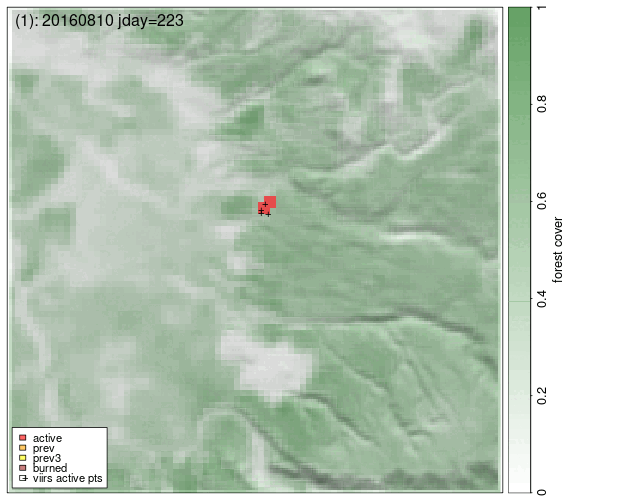 (1): 20160810 jday=223
active
prev
prev3
burned
viirs active pts
0
0.2
0.4
0.6
0.8
1
forest cover